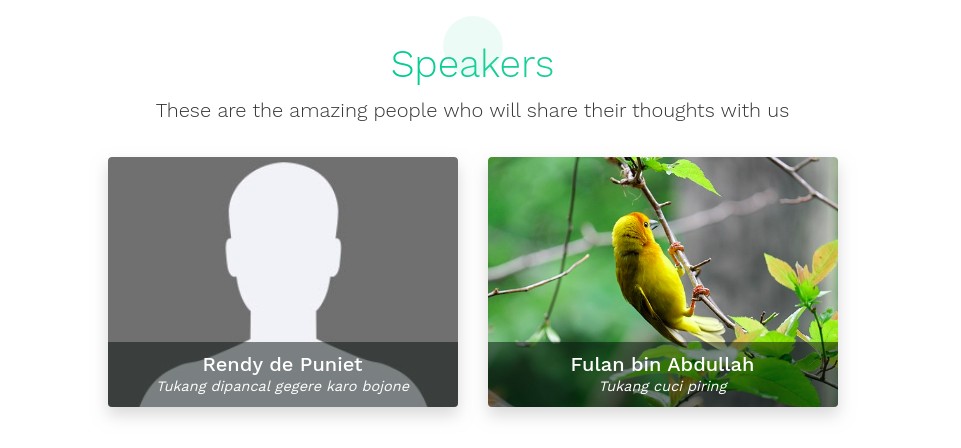 Speakers
These are the amazing people who will share their thoughts with us
Rendy de Puniet
Tukang dipancal gegere karo bojone
Fulan bin Abdullah
Tukang cuci piring